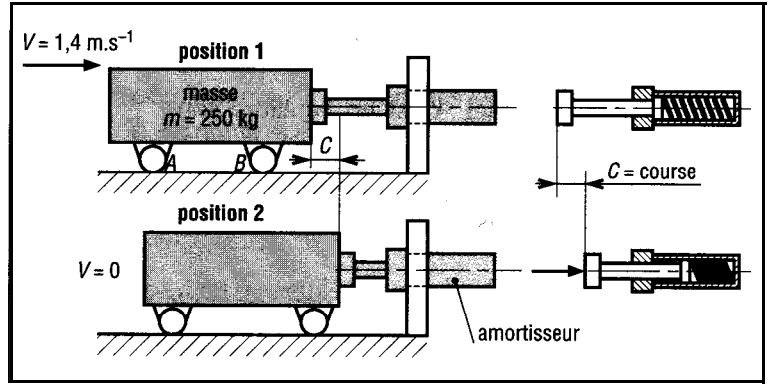 V = 1,4 m.s⁻¹
position 1
masse
m = 250 kg
A
B
C
C = course
position 2
V = 0
amortisseur